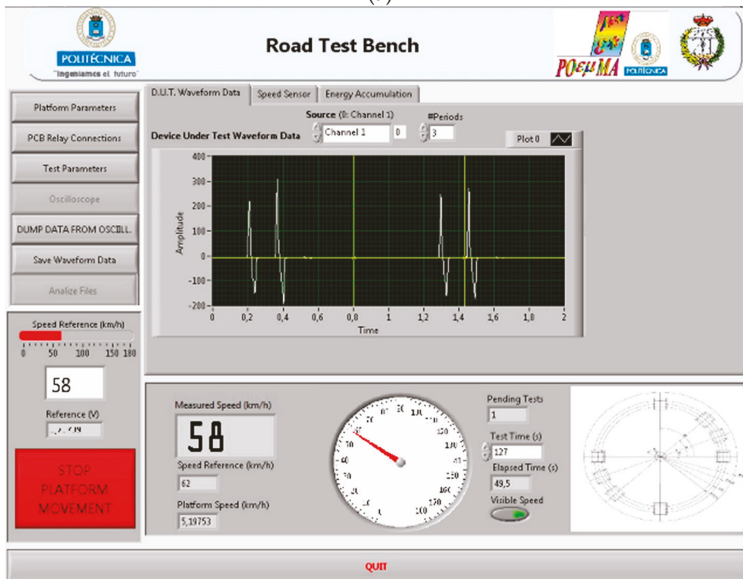 POLITÉCNICA
"Ingeniamos el futuro"
Road Test Bench
POEμMA
POLITÉCNICA
Platform Parameters
PCB Relay Connections
Test Parameters
Oscilloscope
DUMP DATA FROM OSCILL.
Save Waveform Data
Analize Files
D.U.T. Waveform Data
Speed Sensor
Energy Accumulation
Source (0: Channel 1)
#Periods
Device Under Test Waveform Data
Channel 1
0
3
Plot 0
Amplitude
400
300
200
100
0
-100
-200
0 0,2 0,4 0,6 0,8 1 1,2 1,4 1,6 1,8 2
Time
Speed Reference (km/h)
0 50 100 150 180
58
Reference (V)
STOP
PLATFORM
MOVEMENT
Measured Speed (km/h)
58
Speed Reference (km/h)
62
Platform Speed (km/h)
5,19753
Pending Tests
1
Test Time (s)
127
Elapsed Time (s)
49,5
Visible Speed
QUIT